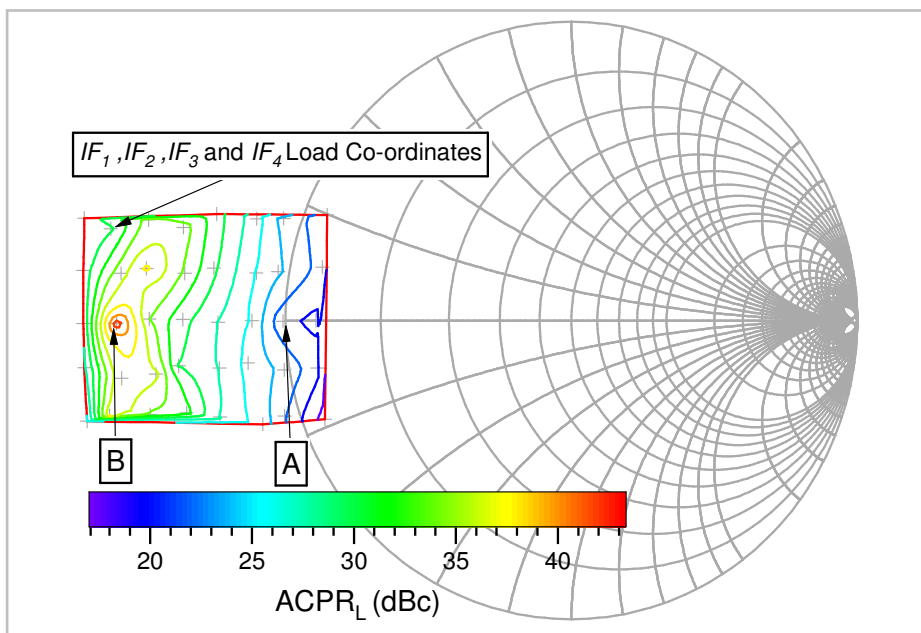 IF1 ,IF2 ,IF3 and IF4 Load Co-ordinates
B
A
20 25 30 35 40
ACPRL (dBc)